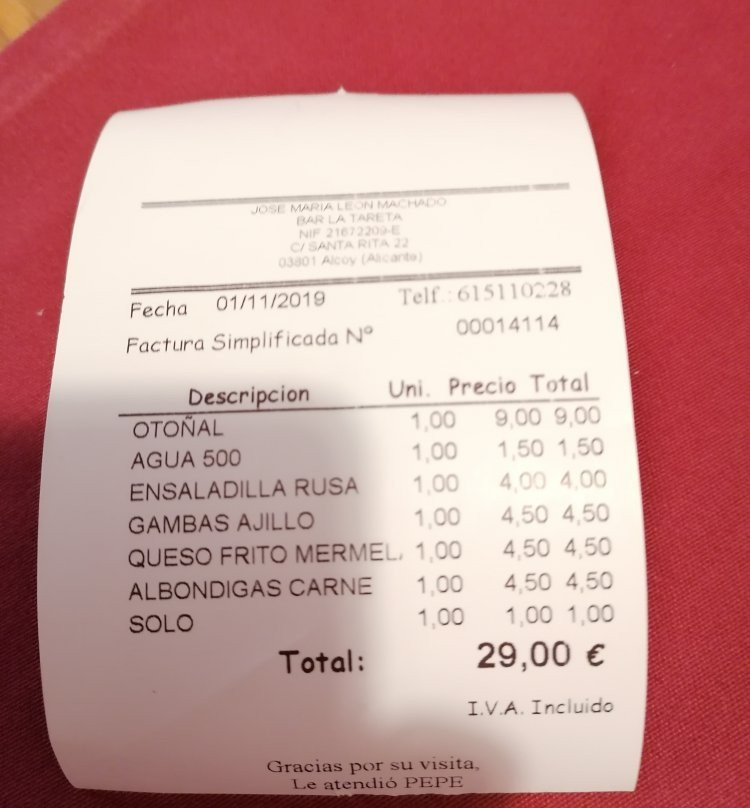 JOSE MARIA LEON MACHADO
BAR LA TARETA
NIF 21672209-E
C/ SANTA RITA 22
03801 Alcoy (Alicante)
Fecha 01/11/2019 Telf.: 615110228
Factura Simplificada Nº 00014114
Descripcion Uni. Precio Total
OTOÑAL 1,00 9,00 9,00
AGUA 500 1,00 1,50 1,50
ENSALADILLA RUSA 1,00 4,00 4,00
GAMBAS AJILLO 1,00 4,50 4,50
QUESO FRITO MERMEL. 1,00 4,50 4,50
ALBONDIGAS CARNE 1,00 4,50 4,50
SOLO 1,00 1,00 1,00
Total: 29,00 €
I.V.A. Incluido
Gracias por su visita,
Le atendió PEPE